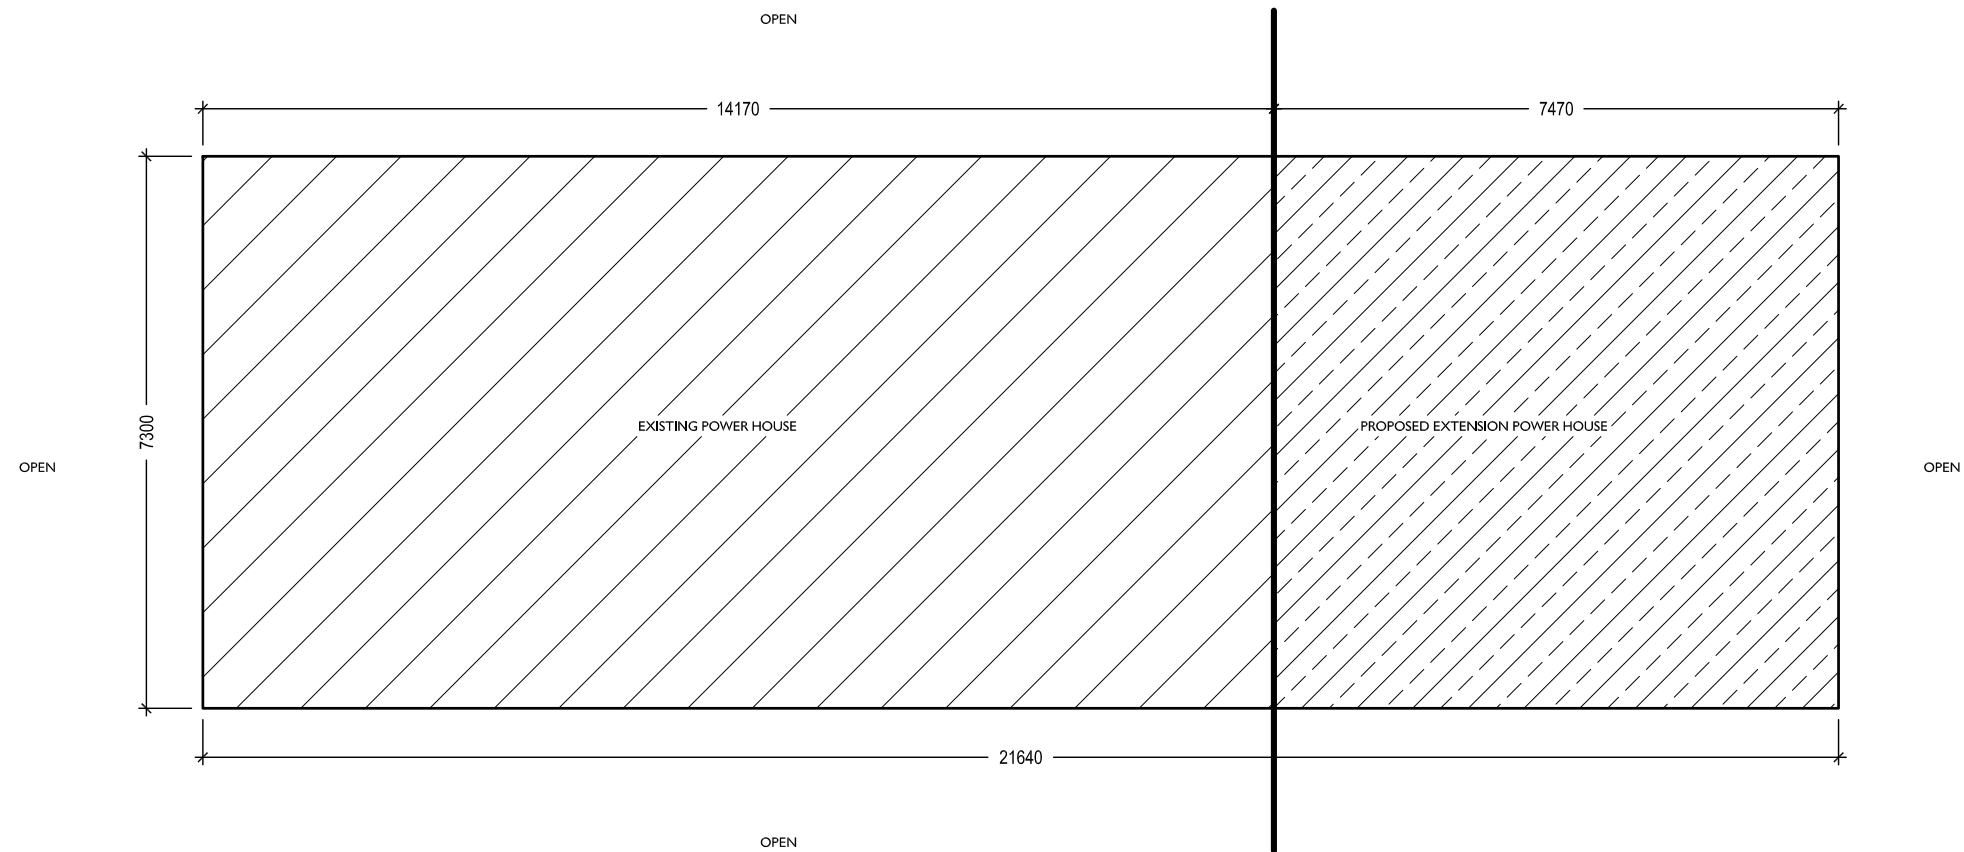 OPEN
14170
7470
7300
EXISTING POWER HOUSE
PROPOSED EXTENSION POWER HOUSE
OPEN
OPEN
21640
OPEN